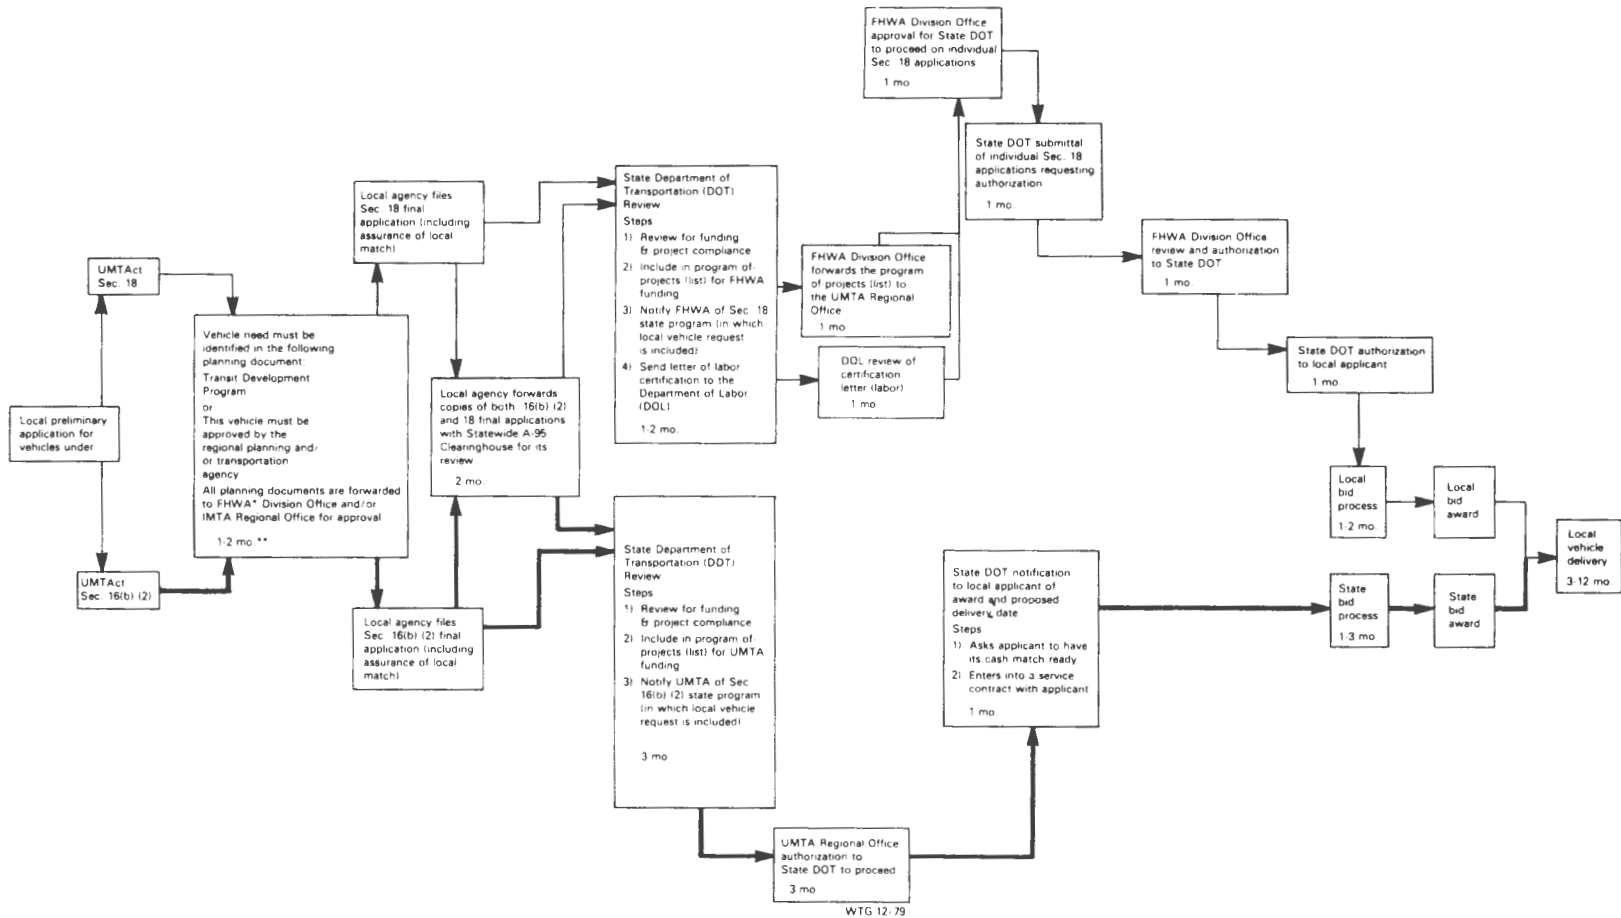 Local preliminary
application for
vehicles under
UMTAct
Sec. 18
UMTAct
Sec. 16(b) (2)
Vehicle need must be
identified in the following
planning document:
Transit Development
Program
or
This vehicle must be
approved by the
regional planning and/
or transportation
agency
All planning documents are forwarded
to FHWA* Division Office and/or
IMTA Regional Office for approval
1-2 mo.**
Local agency files
Sec. 18 final
application (including
assurance of local
match)
Local agency forwards
copies of both 16(b) (2)
and 18 final applications
with Statewide A-95
Clearinghouse for its
review
2 mo.
Local agency files
Sec. 16(b) (2) final
application (including
assurance of local
match)
State Department of
Transportation (DOT)
Review
Steps
1) Review for funding
& project compliance
2) Include in program of
projects (list) for FHWA
funding
3) Notify FHWA of Sec. 18
state program (in which
local vehicle request
is included)
4) Send letter of labor
certification to the
Department of Labor
(DOL)
1-2 mo.
State Department of
Transportation (DOT)
Review
Steps
1) Review for funding
& project compliance
2) Include in program of
projects (list) for UMTA
funding
3) Notify UMTA of Sec
16(b) (2) state program
(in which local vehicle
request is included)
3 mo
FHWA Division Office
forwards the program
of projects (list) to
the UMTA Regional
Office
1 mo
DOL review of
certification
letter (labor)
1 mo
FHWA Division Office
approval for State DOT
to proceed on individual
Sec. 18 applications
1 mo
State DOT submittal
of individual Sec. 18
applications requesting
authorization
1 mo.
FHWA Division Office
review and authorization
to State DOT
1 mo.
State DOT authorization
to local applicant
1 mo.
UMTA Regional Office
authorization to
State DOT to proceed
3 mo
State DOT notification
to local applicant of
award and proposed
delivery date
Steps
1) Asks applicant to have
its cash match ready
2) Enters into a service
contract with applicant
1 mo.
Local
bid
process
1-2 mo.
Local
bid
award
State
bid
process
1-3 mo
State
bid
award
Local
vehicle
delivery
3-12 mo.
WTG 12-79